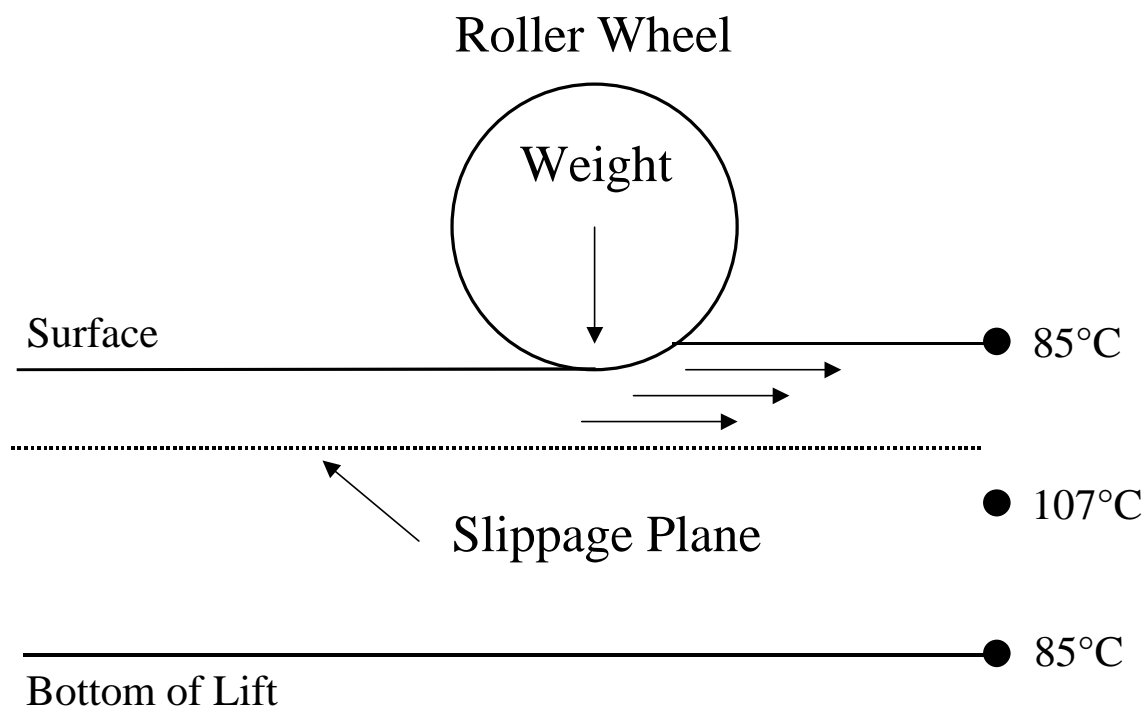 Roller Wheel
Weight
Surface
85°C
107°C
Slippage Plane
85°C
Bottom of Lift